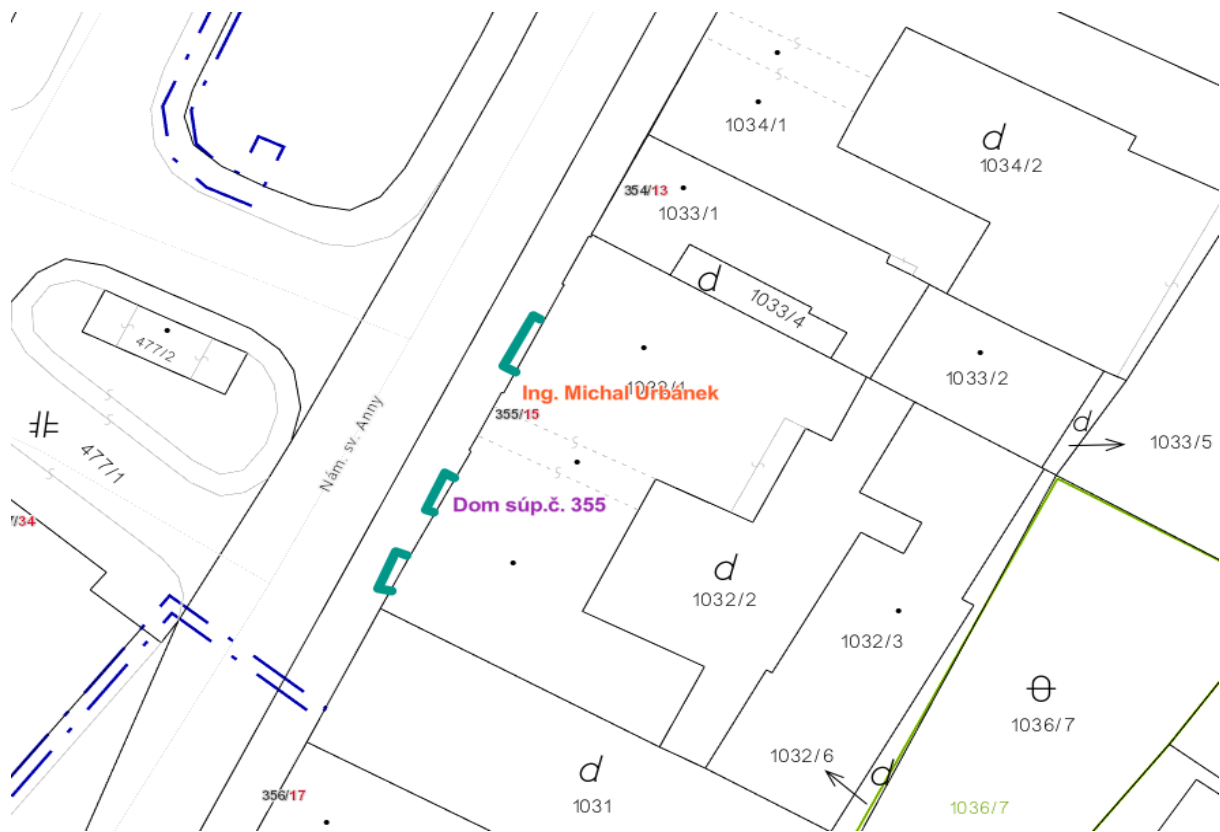 1034/1
d
1034/2
354/13
1033/1
d
1033/4
477/2
1033/2
Ing. Michal Urbánek
355/15
d
1033/5
477/1
Nám. sv. Anny
Dom súp.č. 355
/34
d
1032/2
1032/3
1036/7
1032/6
d
d
1031
356/17
1036/7